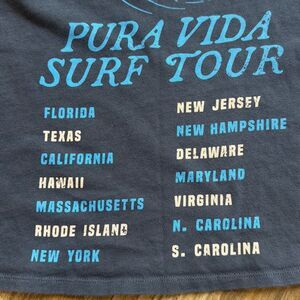 PURA VIDA
SURF TOUR
FLORIDA
TEXAS
CALIFORNIA
HAWAII
MASSACHUSETTS
RHODE ISLAND
NEW YORK
NEW JERSEY
NEW HAMPSHIRE
DELAWARE
MARYLAND
VIRGINIA
N. CAROLINA
S. CAROLINA